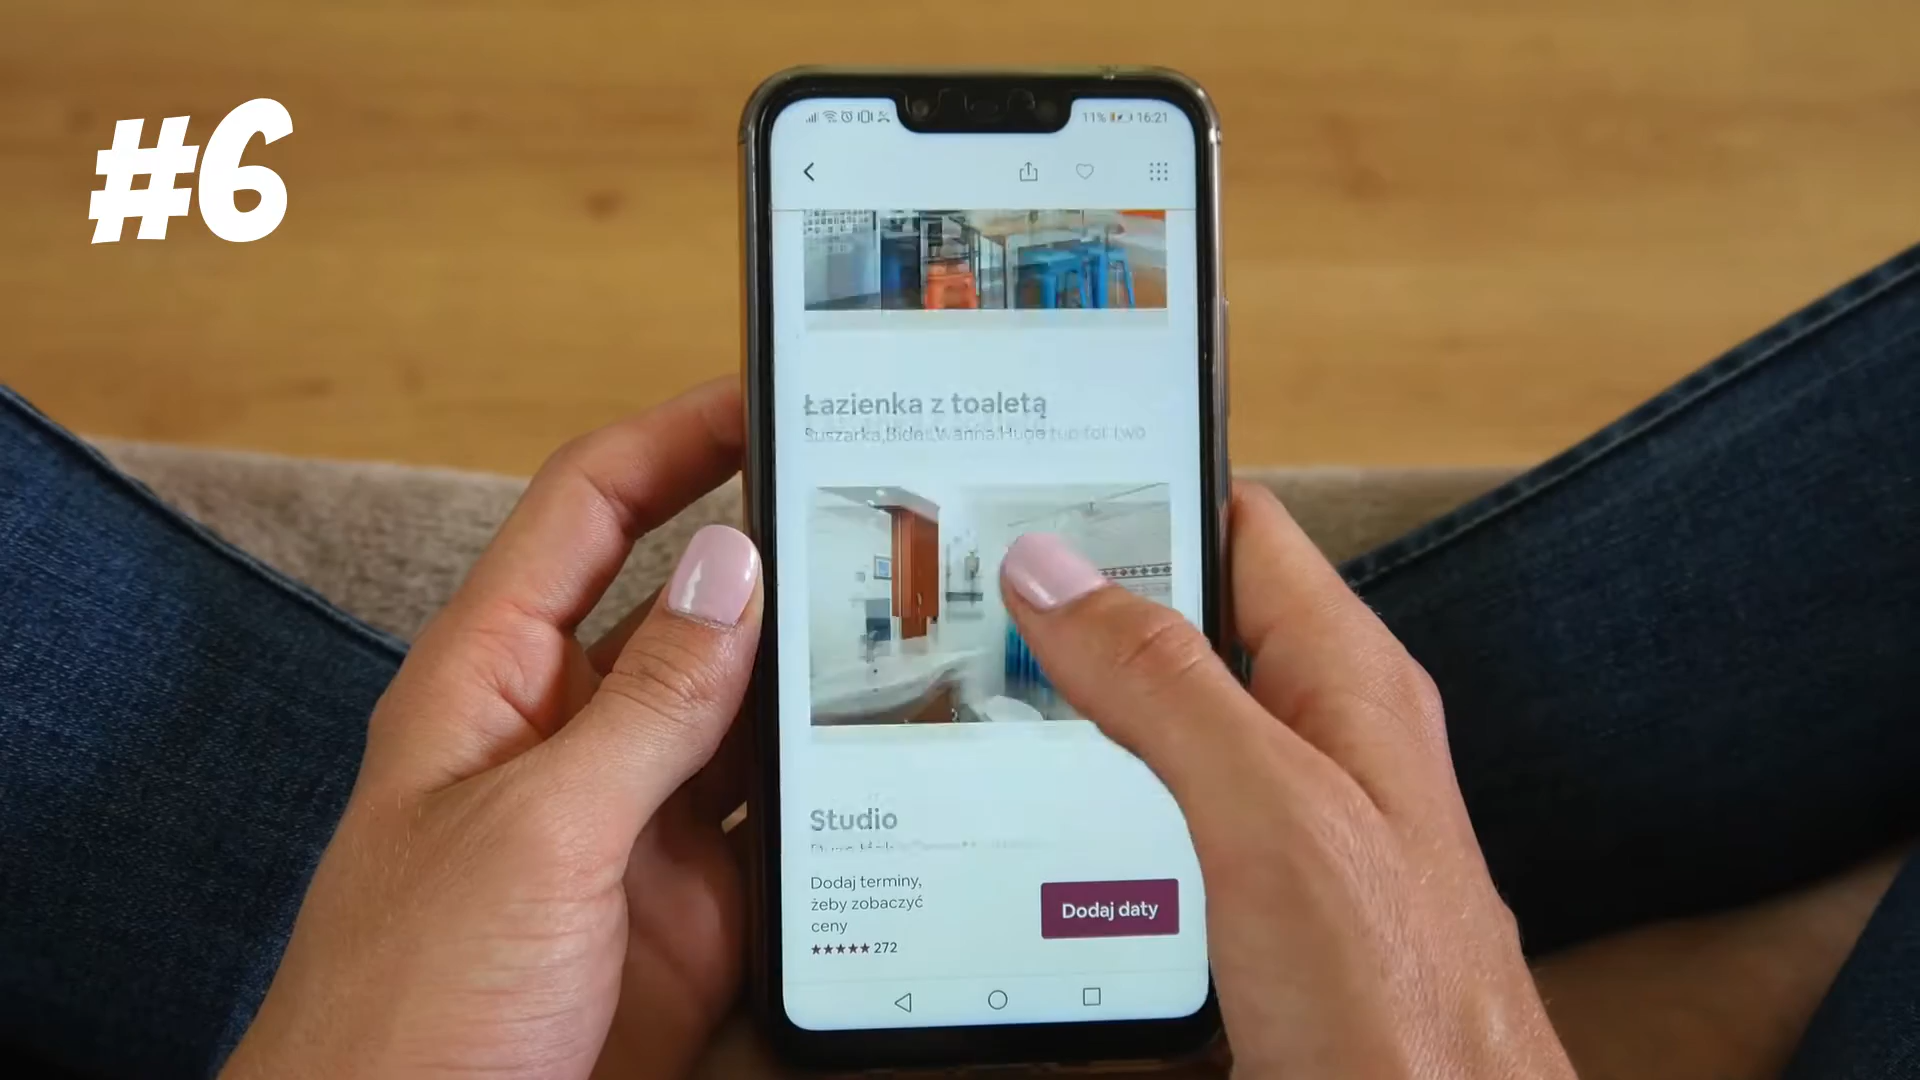 #6
11% 16:21
Łazienka z toaletą
Suszarka, Bidet, Wanna, Huge tub for two
Studio
Dodaj terminy,
żeby zobaczyć
ceny
Dodaj daty
★★★★★ 272